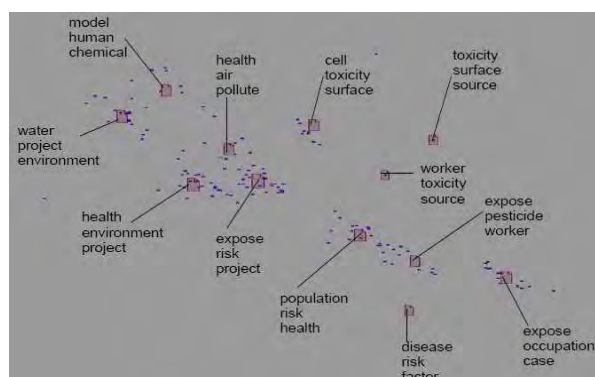 model
human
chemical
health
air
pollute
cell
toxicity
surface
toxicity
surface
source
water
project
environment
worker
toxicity
source
health
environment
project
expose
risk
project
expose
pesticide
worker
population
risk
health
disease
risk
factor
expose
occupation
case